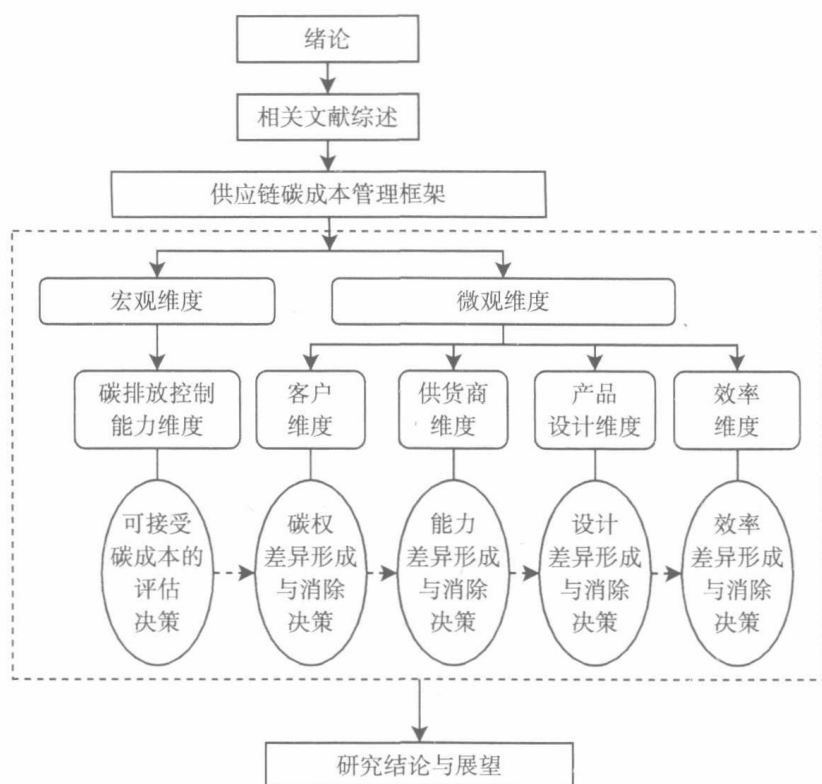 绪论
相关文献综述
供应链碳成本管理框架
宏观维度
微观维度
碳排放控制
能力维度
客户
维度
供货商
维度
产品
设计维度
效率
维度
可接受
碳成本的
评估
决策
碳权
差异形成
与消除
决策
能力
差异形成
与消除
决策
设计
差异形成
与消除
决策
效率
差异形成
与消除
决策
研究结论与展望